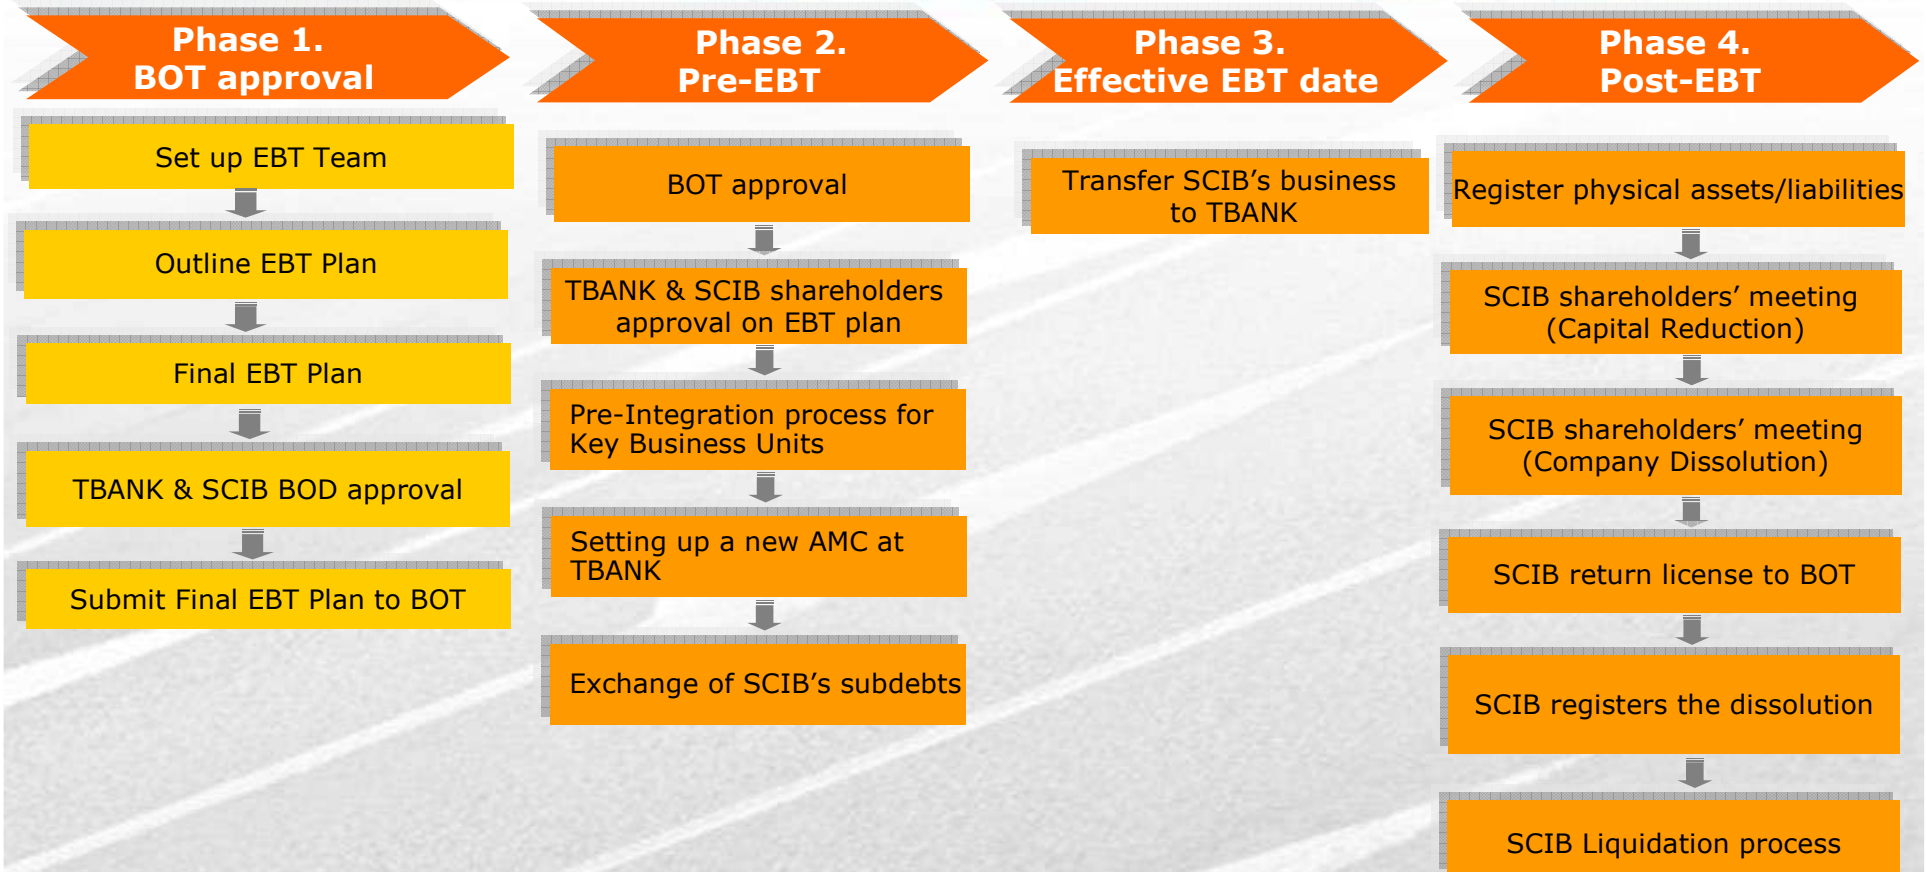 Phase 1.
BOT approval
Set up EBT Team
Outline EBT Plan
Final EBT Plan
TBANK & SCIB BOD approval
Submit Final EBT Plan to BOT
Phase 2.
Pre-EBT
BOT approval
TBANK & SCIB shareholders
approval on EBT plan
Pre-Integration process for
Key Business Units
Setting up a new AMC at
TBANK
Exchange of SCIB’s subdebts
Phase 3.
Effective EBT date
Transfer SCIB’s business
to TBANK
Phase 4.
Post-EBT
Register physical assets/liabilities
SCIB shareholders’ meeting
(Capital Reduction)
SCIB shareholders’ meeting
(Company Dissolution)
SCIB return license to BOT
SCIB registers the dissolution
SCIB Liquidation process